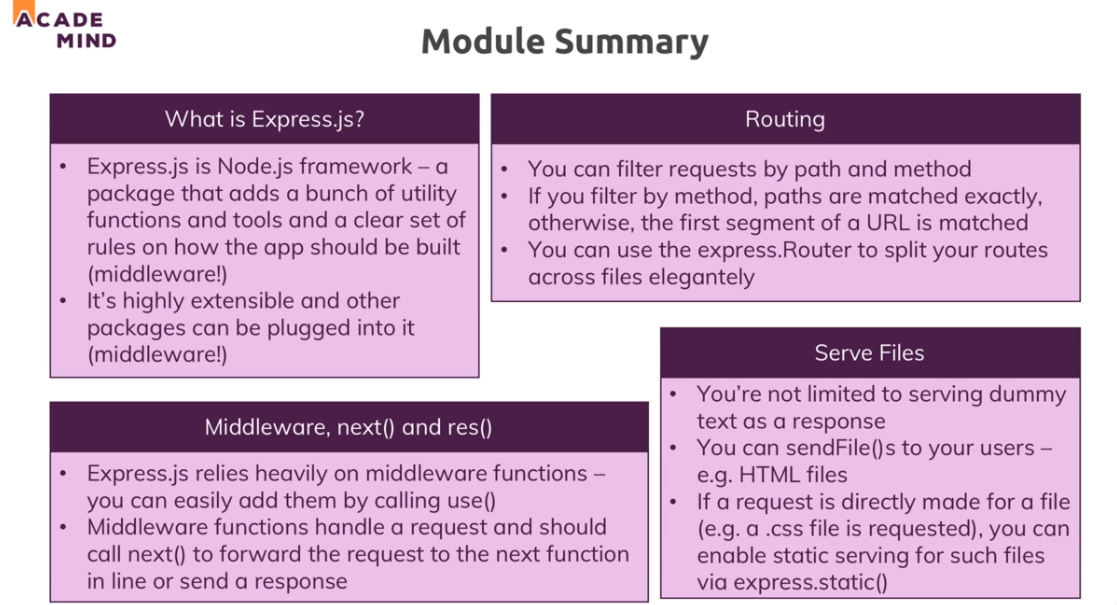 ACADE
MIND
Module Summary
What is Express.js?
• Express.js is Node.js framework – a
package that adds a bunch of utility
functions and tools and a clear set of
rules on how the app should be built
(middleware!)
• It's highly extensible and other
packages can be plugged into it
(middleware!)
Routing
• You can filter requests by path and method
• If you filter by method, paths are matched exactly,
otherwise, the first segment of a URL is matched
• You can use the express.Router to split your routes
across files elegantely
Middleware, next() and res()
• Express.js relies heavily on middleware functions –
you can easily add them by calling use()
• Middleware functions handle a request and should
call next() to forward the request to the next function
in line or send a response
Serve Files
• You're not limited to serving dummy
text as a response
• You can sendFile()s to your users –
e.g. HTML files
• If a request is directly made for a file
(e.g. a .css file is requested), you can
enable static serving for such files
via express.static()